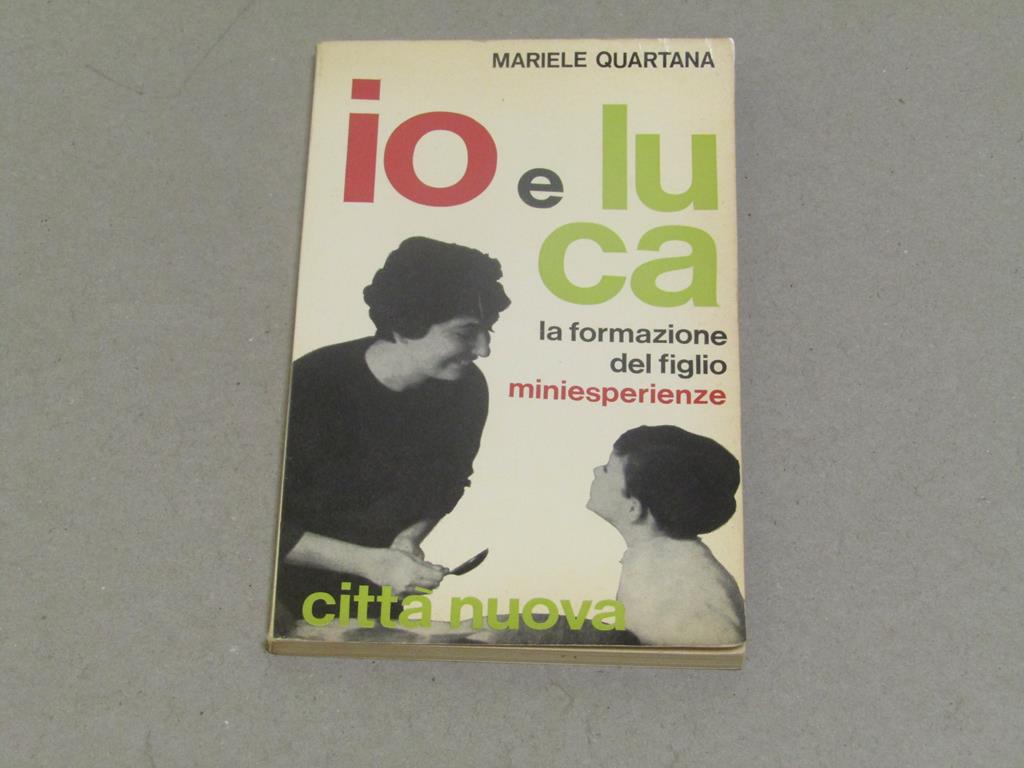 MARIELE QUARTANA
io e lu
ca
la formazione
del figlio
miniesperienze
città nuova